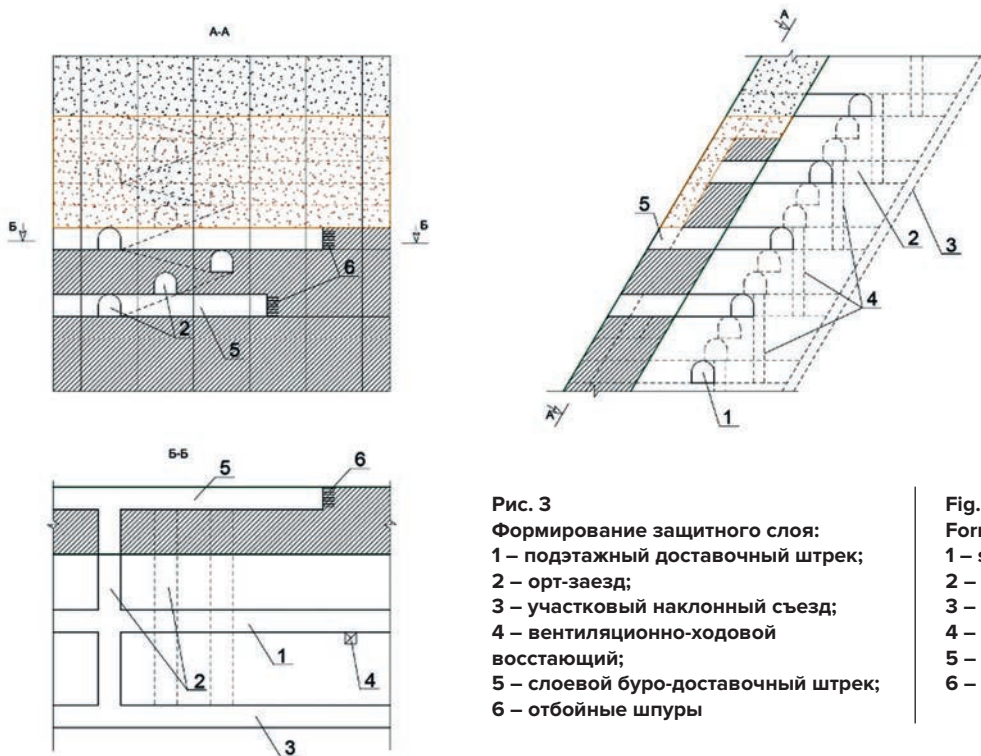 А-А
Б
Б
6
2
5
А
5
2
3
4
А
1
Б-Б
5
6
1
2
4
3
Рис. 3
Формирование защитного слоя:
1 – подэтажный доставочный штрек;
2 – орт-заезд;
3 – участковый наклонный съезд;
4 – вентиляционно-ходовой
восстающий;
5 – слоевой буро-доставочный штрек;
6 – отбойные шпуры
Fig.
1 –
2 –
3 –
4 –
5 –
6 –